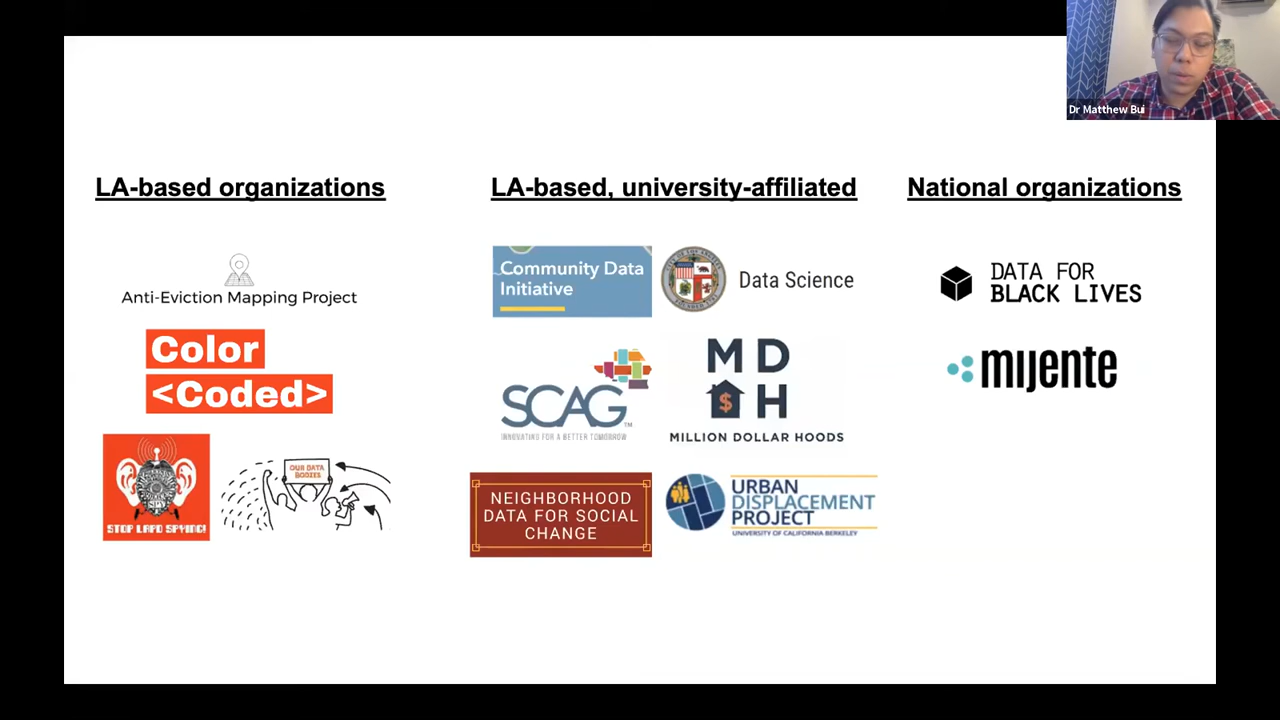 Dr Matthew Bui
LA-based organizations
Anti-Eviction Mapping Project
Color
<Coded>
STOP LAPD SPYING!
OUR DATA
BODIES
LA-based, university-affiliated
Community Data
Initiative
Data Science
SCAG™
INNOVATING FOR A BETTER TOMORROW
M D
$ H
MILLION DOLLAR HOODS
NEIGHBORHOOD
DATA FOR SOCIAL
CHANGE
URBAN
DISPLACEMENT
PROJECT
UNIVERSITY OF CALIFORNIA BERKELEY
National organizations
DATA FOR
BLACK LIVES
mijente